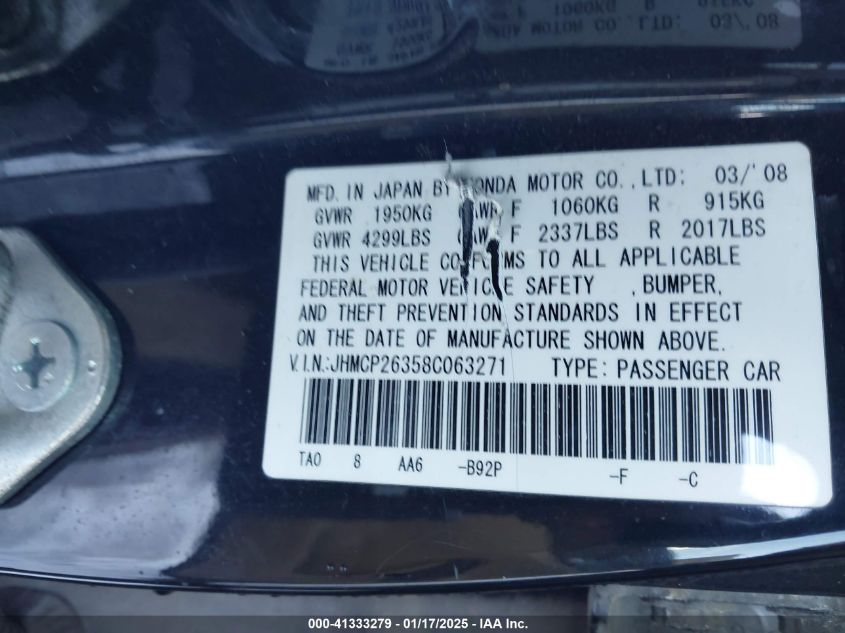 MFD. IN JAPAN BY HONDA MOTOR CO.,LTD: 03/'08
GVWR 1950KG GAWR F 1060KG R 915KG
GVWR 4299LBS GAWR F 2337LBS R 2017LBS
THIS VEHICLE CONFORMS TO ALL APPLICABLE
FEDERAL MOTOR VEHICLE SAFETY ,BUMPER,
AND THEFT PREVENTION STANDARDS IN EFFECT
ON THE DATE OF MANUFACTURE SHOWN ABOVE.
V.I.N.:JHMCP26358C063271 TYPE:PASSENGER CAR
TA0 8 AA6 -B92P -F -C
000-41333279 - 01/17/2025 - IAA Inc.